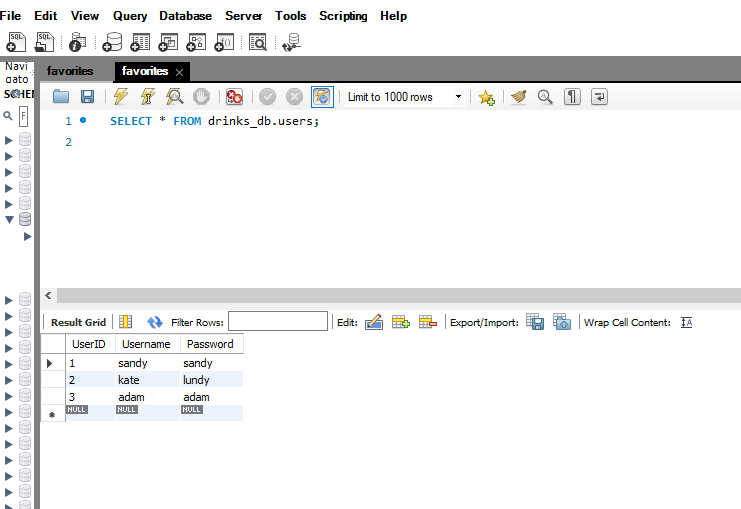 File Edit View Query Database Server Tools Scripting Help
Navi
gato
SCHEM
F
favorites favorites
Limit to 1000 rows
1 SELECT * FROM drinks_db.users;
2
Result Grid Filter Rows: Edit: Export/Import: Wrap Cell Content:
UserID Username Password
1 sandy sandy
2 kate lundy
3 adam adam
NULL NULL NULL